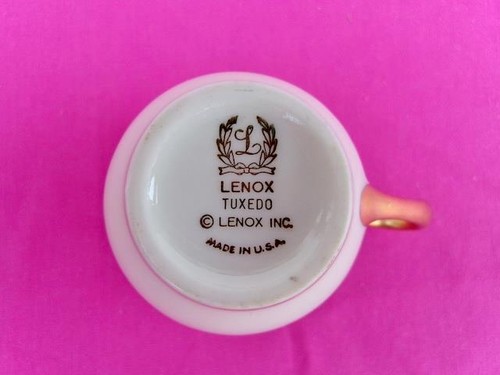 L
LENOX
TUXEDO
© LENOX INC.
MADE IN U.S.A.